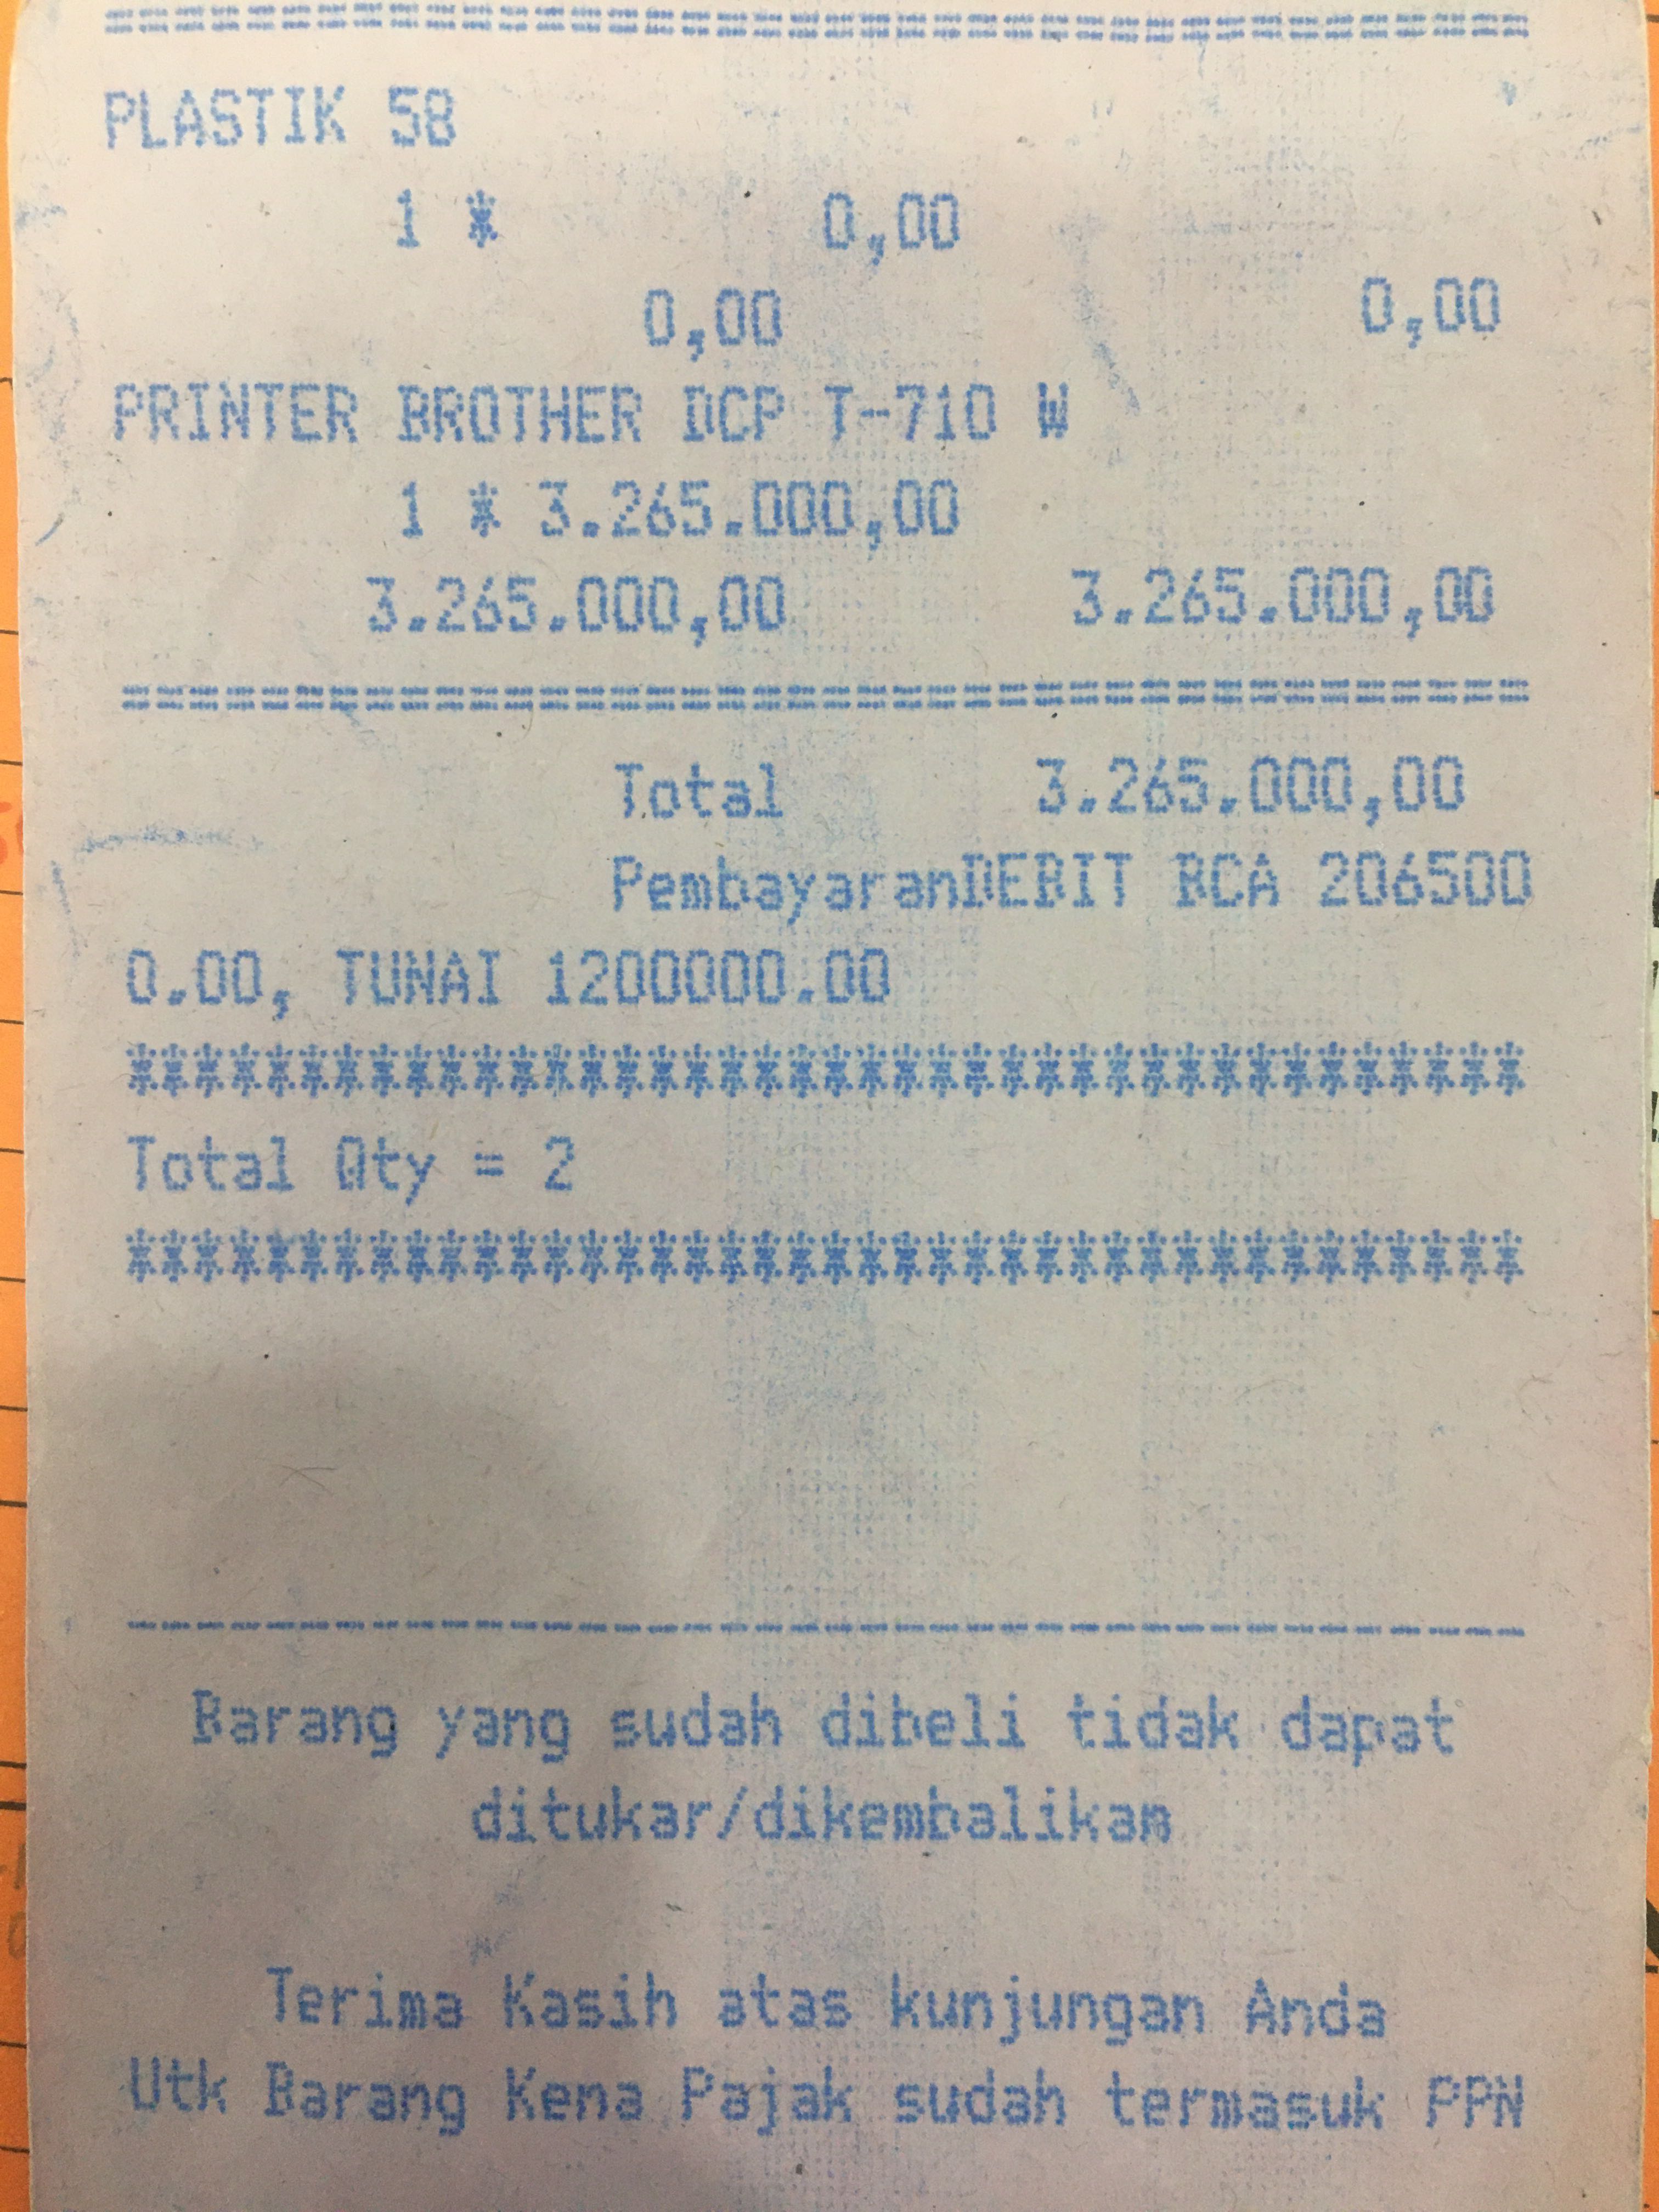 ========================================
PLASTIK 58
1 * 0,00
0,00 0,00
PRINTER BROTHER DCP T-710 W
1 * 3.265.000,00
3.265.000,00 3.265.000,00
========================================
Total 3.265.000,00
PembayaranDEBIT BCA 206500
0.00, TUNAI 1200000.00
****************************************
Total Qty = 2
****************************************
----------------------------------------
Barang yang sudah dibeli tidak dapat
ditukar/dikembalikan
Terima Kasih atas kunjungan Anda
Utk Barang Kena Pajak sudah termasuk PPN